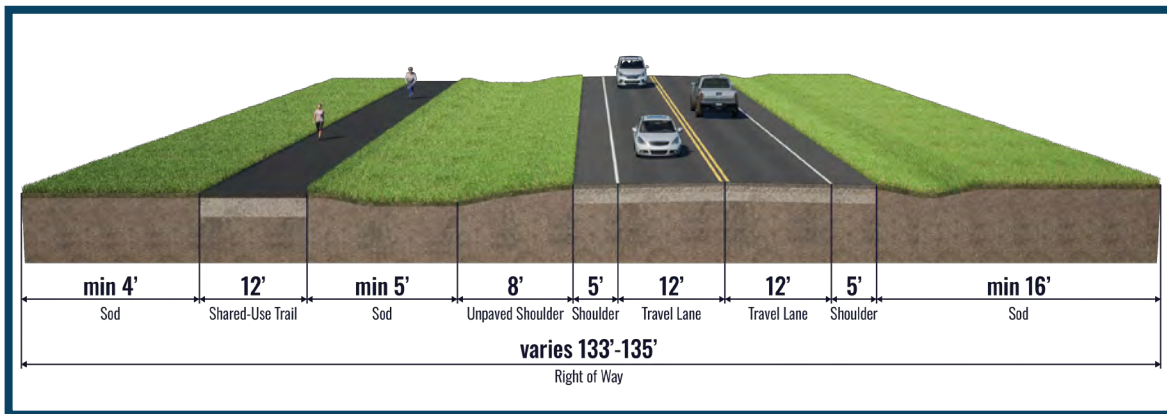 min 4' 12' min 5' 8' 5' 12' 12' 5' min 16'
Sod Shared-Use Trail Sod Unpaved Shoulder Shoulder Travel Lane Travel Lane Shoulder Sod
varies 133'-135'
Right of Way